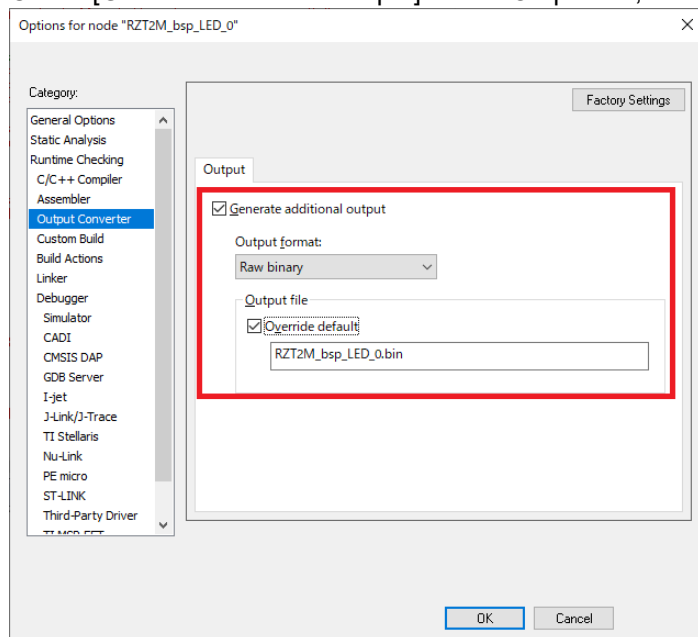 Options for node "RZT2M_bsp_LED_0"
Category:
Factory Settings
General Options
Static Analysis
Runtime Checking
C/C++ Compiler
Assembler
Output Converter
Custom Build
Build Actions
Linker
Debugger
Simulator
CADI
CMSIS DAP
GDB Server
I-jet
J-Link/J-Trace
TI Stellaris
Nu-Link
PE micro
ST-LINK
Third-Party Driver
Output
Generate additional output
Output format:
Raw binary
Output file
Override default
RZT2M_bsp_LED_0.bin
OK
Cancel